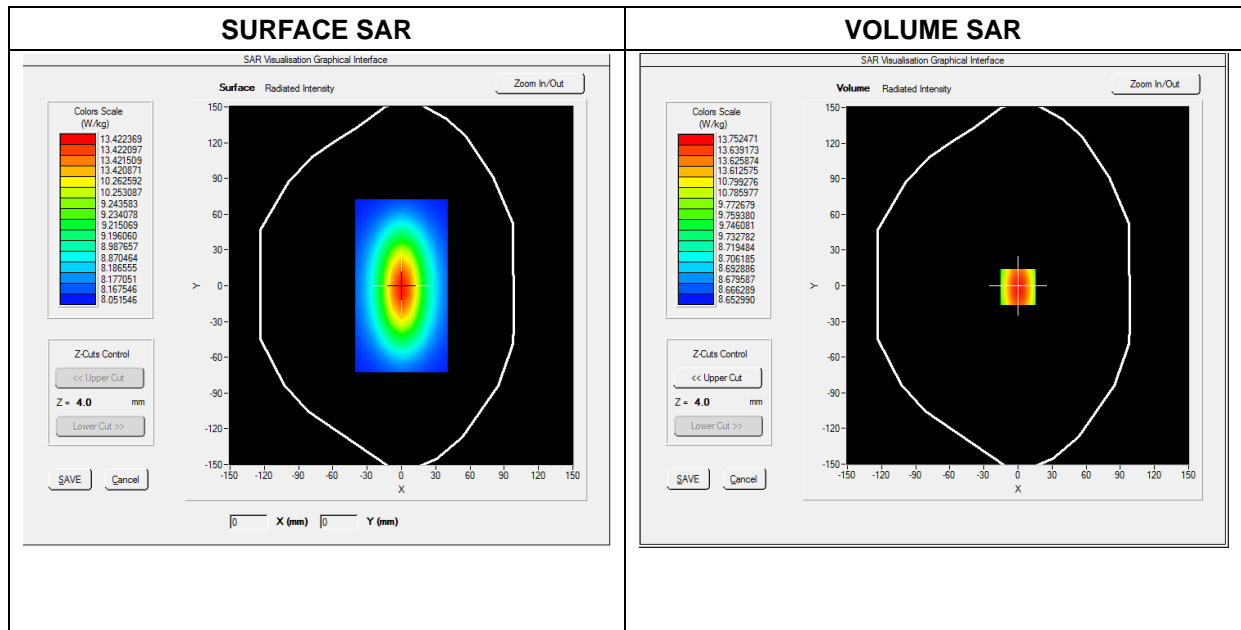 SURFACE SAR
SAR Visualisation Graphical Interface
Surface Radiated Intensity
Zoom In/Out
Colors Scale
(W/kg)
13.422369
13.422097
13.421509
13.420871
10.262592
10.253087
9.243583
9.234078
9.215069
9.196060
8.987657
8.870464
8.186555
8.177051
8.167546
8.051546
Z-Cuts Control
<< Upper Cut
Z = 4.0 mm
Lower Cut >>
SAVE Cancel
150
90
60
30
0
-30
-60
-90
-120
-150
Y
-150 -120 -90 -60 -30 0 30 60 90 120 150
X
0 X (mm) 0 Y (mm)
VOLUME SAR
SAR Visualisation Graphical Interface
Volume Radiated Intensity
Zoom In/Out
Colors Scale
(W/kg)
13.752471
13.639173
13.625874
13.612575
10.799276
10.785977
9.772679
9.759380
9.746081
9.732782
8.719484
8.706185
8.692886
8.679587
8.666289
8.652990
Z-Cuts Control
<< Upper Cut
Z = 4.0 mm
Lower Cut >>
SAVE Cancel
150
90
60
30
0
-30
-60
-90
-120
-150
Y
-150 -120 -90 -60 -30 0 30 60 90 120 150
X